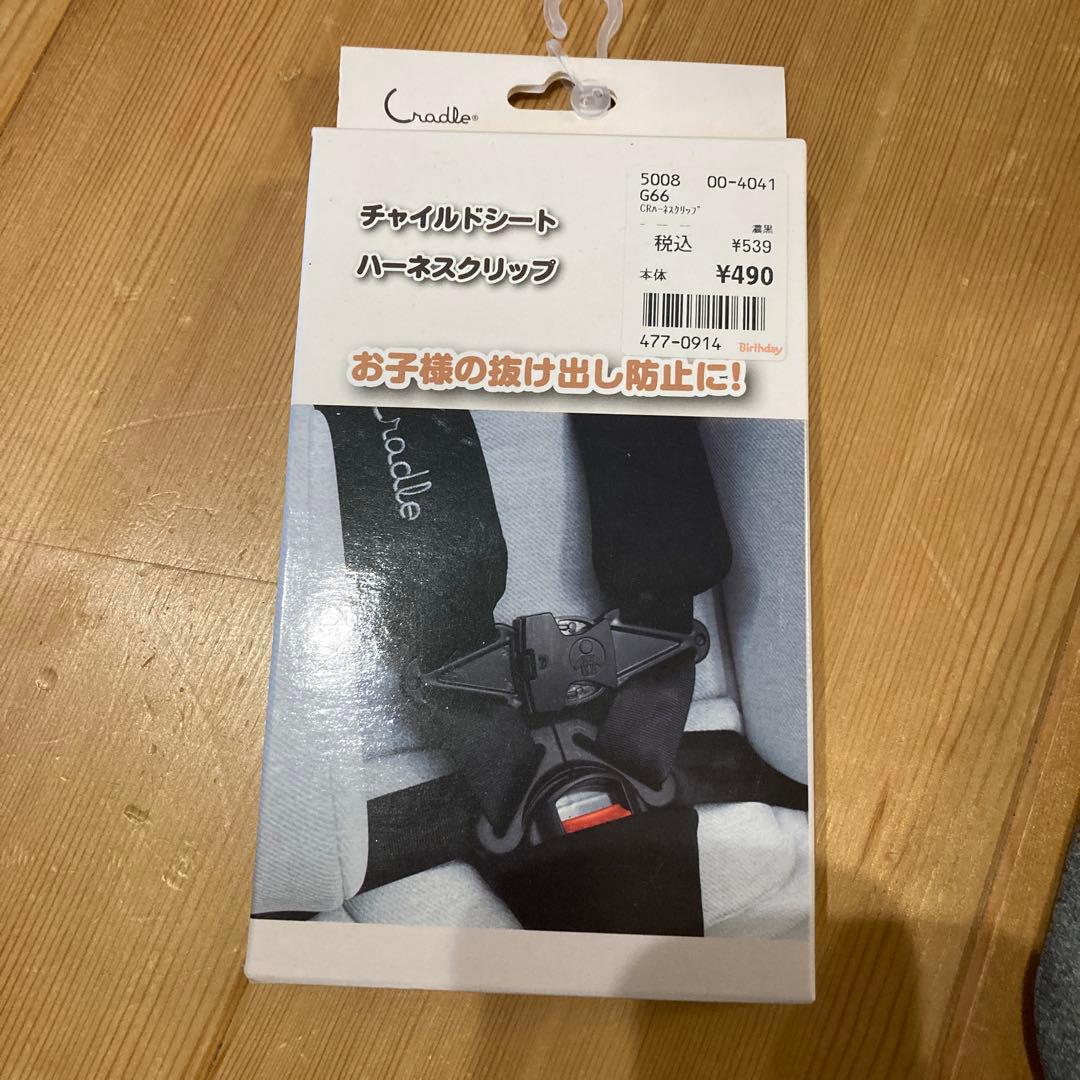 Cradle®
5008 00-4041
G66
CRﾊｰﾈｽｸﾘｯﾌﾟ
濃黒
税込 ¥539
本体 ¥490
477-0914 Birthday
チャイルドシート
ハーネスクリップ
お子様の抜け出し防止に!
Cradle